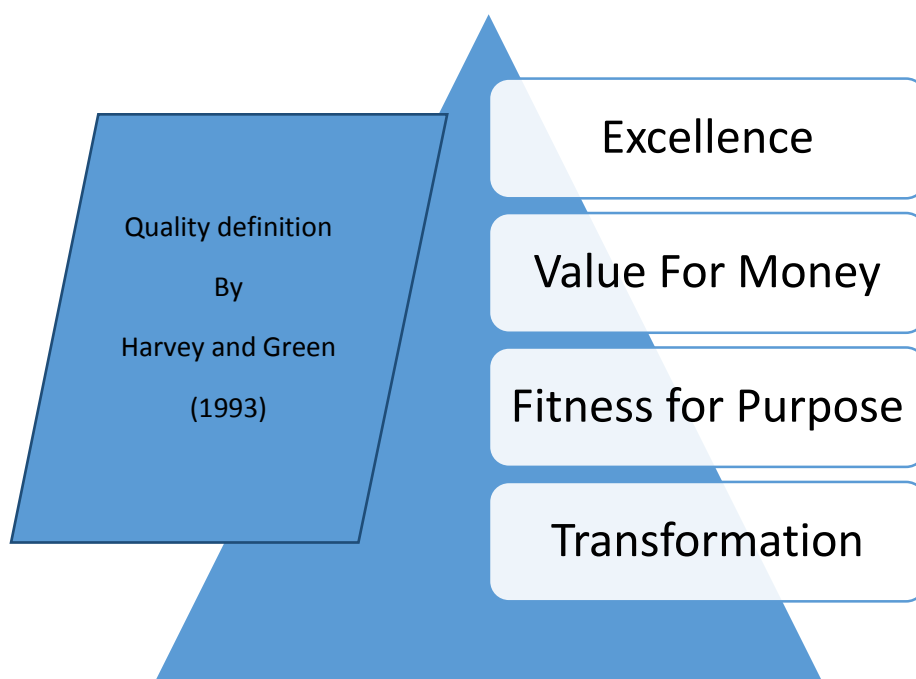 Quality definition
By
Harvey and Green
(1993)
Excellence
Value For Money
Fitness for Purpose
Transformation